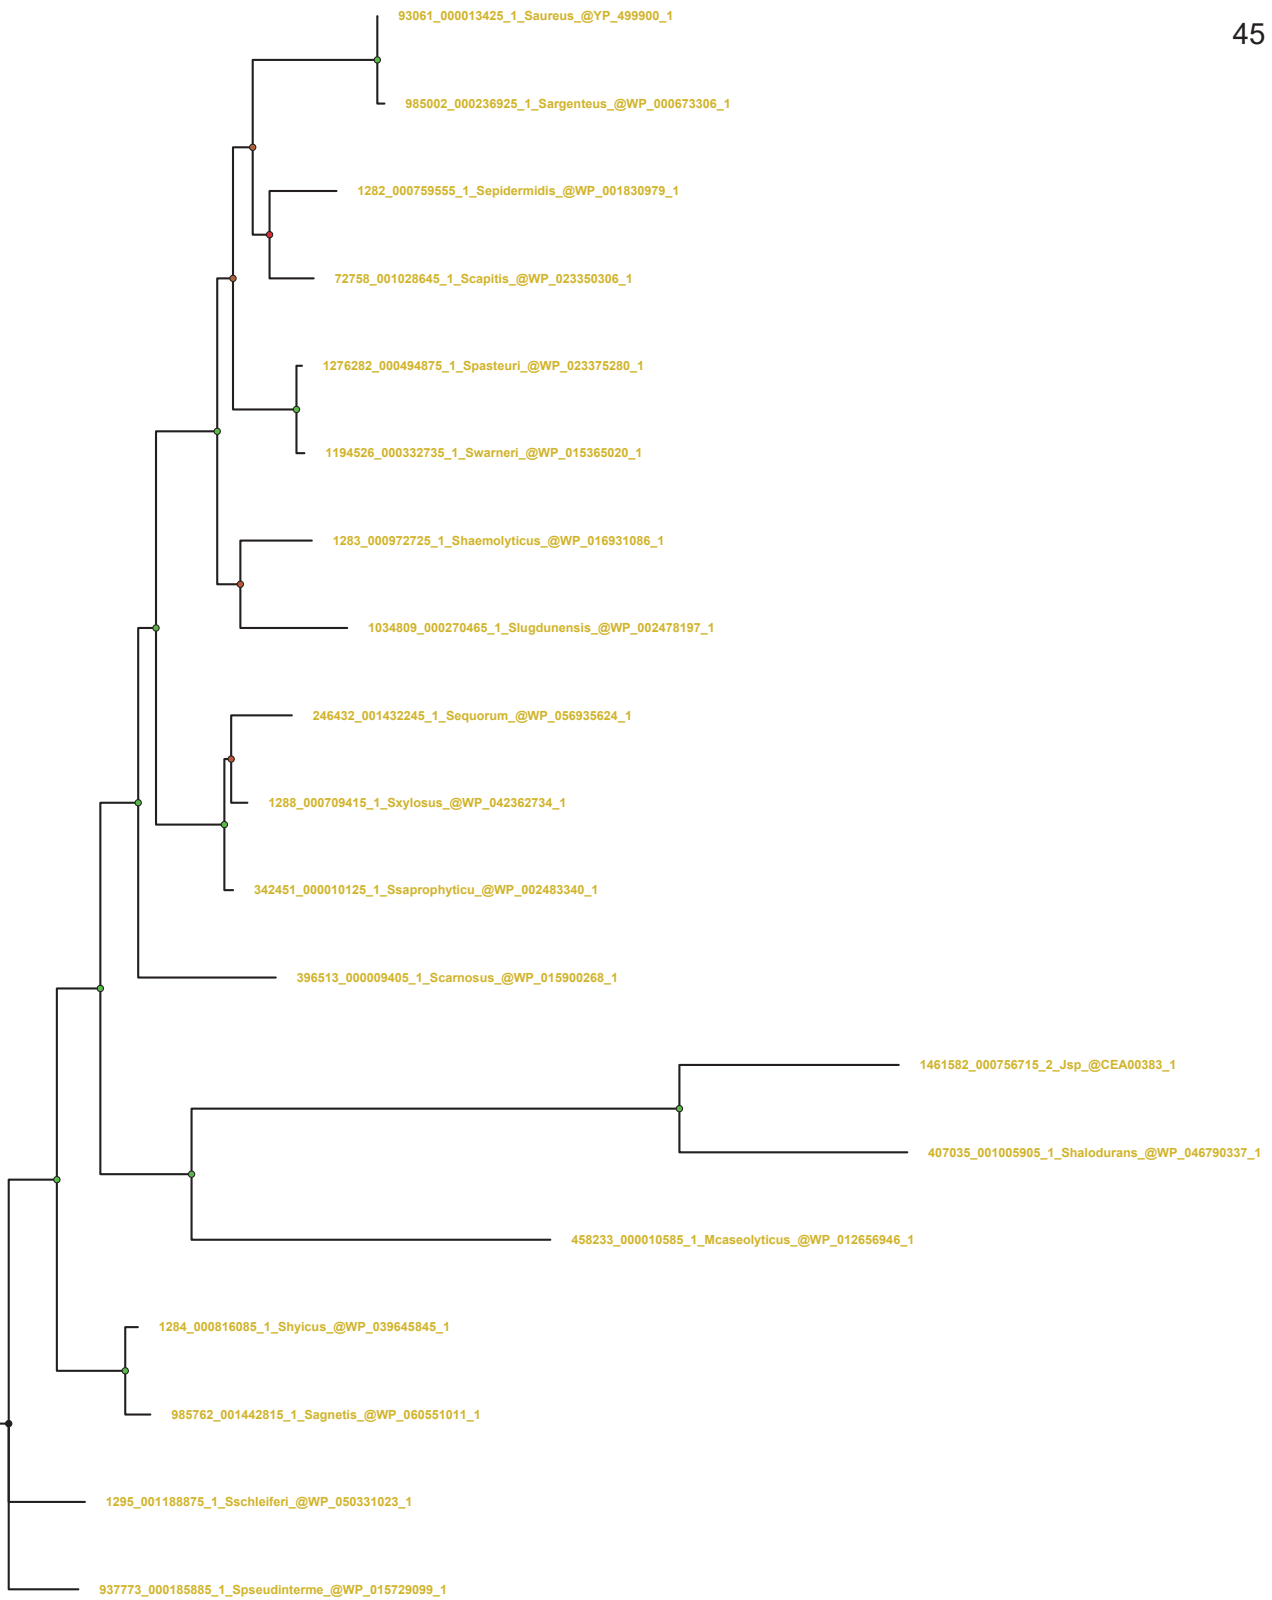 93061_000013425_1_Saureus_@YP_499900_1
45
985002_000236925_1_Sargenteus_@WP_000673306_1
1282_000759555_1_Sepidermidis_@WP_001830979_1
72758_001028645_1_Scapitis_@WP_023350306_1
1276282_000494875_1_Spasteuri_@WP_023375280_1
1194526_000332735_1_Swarneri_@WP_015365020_1
1283_000972725_1_Shaemolyticus_@WP_016931086_1
1034809_000270465_1_Slugdunensis_@WP_002478197_1
246432_001432245_1_Sequorum_@WP_056935624_1
1288_000709415_1_Sxylosus_@WP_042362734_1
342451_000010125_1_Ssaprophyticu_@WP_002483340_1
396513_000009405_1_Scarnosus_@WP_015900268_1
1461582_000756715_2_Jsp_@CEA00383_1
407035_001005905_1_Shalodurans_@WP_046790337_1
458233_000010585_1_Mcaseolyticus_@WP_012656946_1
1284_000816085_1_Shyicus_@WP_039645845_1
985762_001442815_1_Sagnetis_@WP_060551011_1
1295_001188875_1_Sschleiferi_@WP_050331023_1
937773_000185885_1_Spseudinterme_@WP_015729099_1